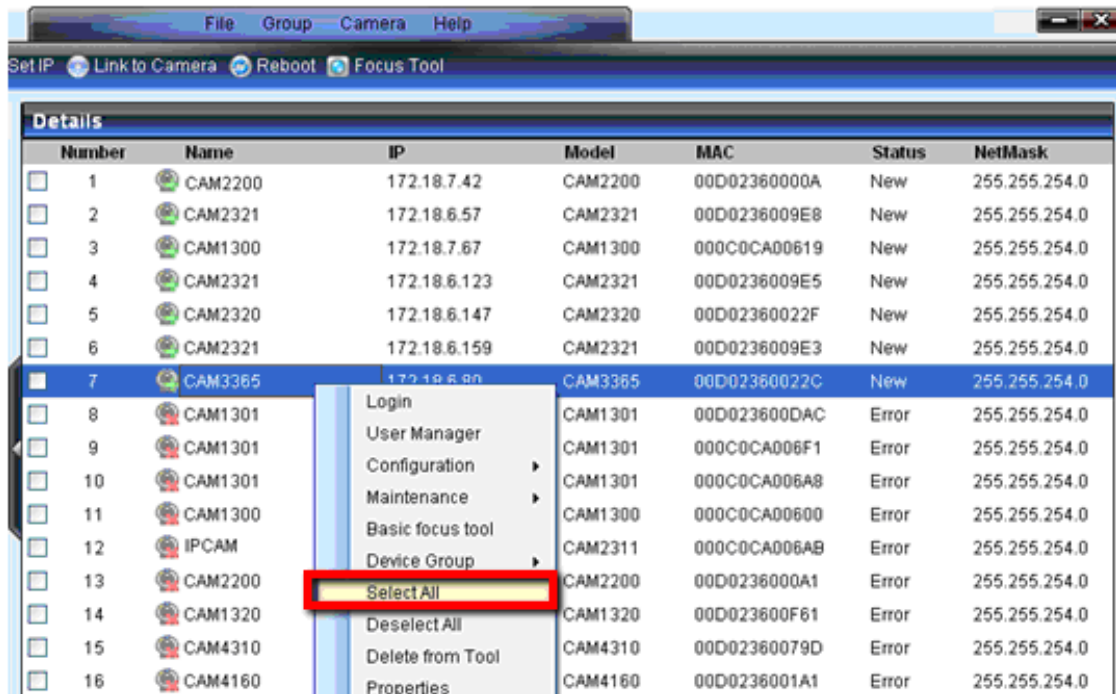 File Group Camera Help
Set IP Link to Camera Reboot Focus Tool
Details
Number Name IP Model MAC Status NetMask
1 CAM2200 172.18.7.42 CAM2200 00D02360000A New 255.255.254.0
2 CAM2321 172.18.6.57 CAM2321 00D0236009E8 New 255.255.254.0
3 CAM1300 172.18.7.67 CAM1300 000C0CA00619 New 255.255.254.0
4 CAM2321 172.18.6.123 CAM2321 00D0236009E5 New 255.255.254.0
5 CAM2320 172.18.6.147 CAM2320 00D02360022F New 255.255.254.0
6 CAM2321 172.18.6.159 CAM2321 00D0236009E3 New 255.255.254.0
7 CAM3365 172.18.6.80 CAM3365 00D02360022C New 255.255.254.0
8 CAM1301 CAM1301 00D023600DAC Error 255.255.254.0
9 CAM1301 CAM1301 000C0CA006F1 Error 255.255.254.0
10 CAM1301 CAM1301 000C0CA006A8 Error 255.255.254.0
11 CAM1300 CAM1300 000C0CA00600 Error 255.255.254.0
12 IPCAM CAM2311 000C0CA006AB Error 255.255.254.0
13 CAM2200 CAM2200 00D0236000A1 Error 255.255.254.0
14 CAM1320 CAM1320 00D023600F61 Error 255.255.254.0
15 CAM4310 CAM4310 00D02360079D Error 255.255.254.0
16 CAM4160 CAM4160 00D0236001A1 Error 255.255.254.0
Login
User Manager
Configuration
Maintenance
Basic focus tool
Device Group
Select All
Deselect All
Delete from Tool
Properties